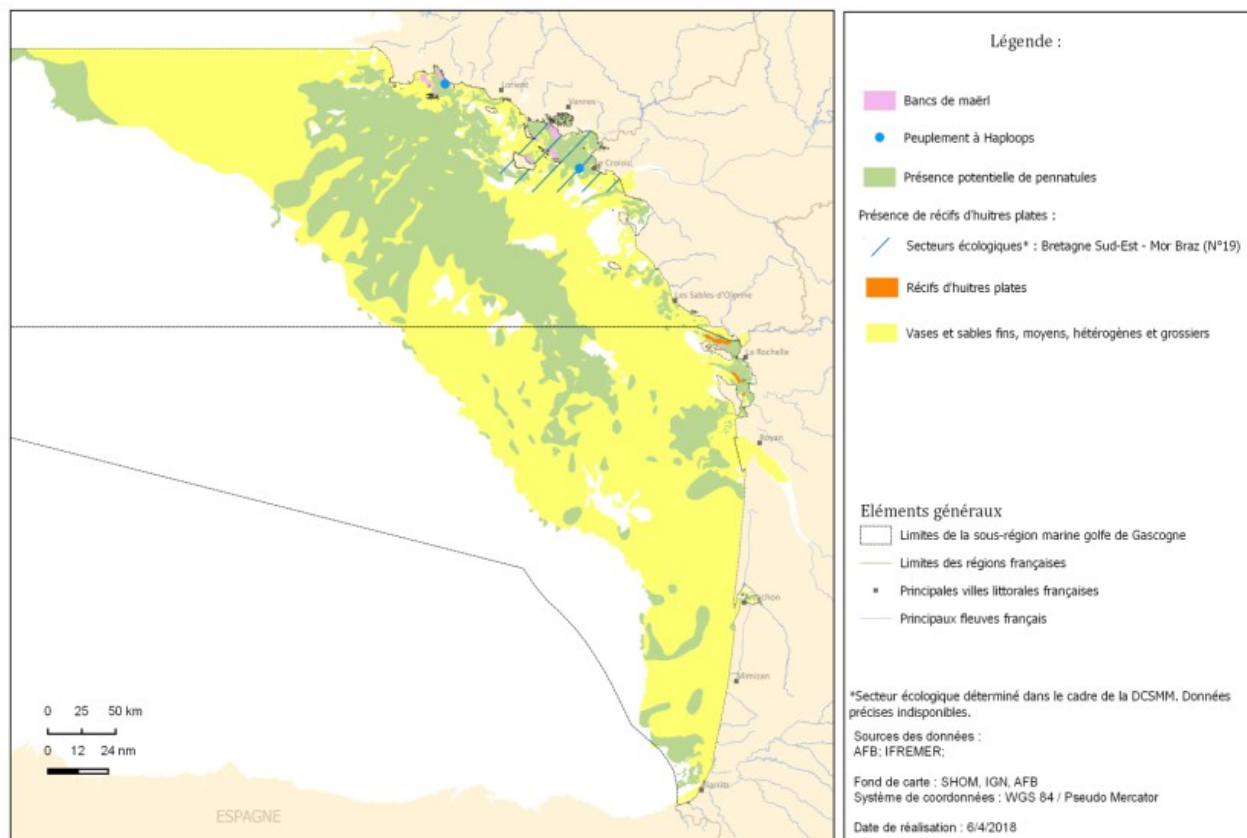 Lorient
Vannes
Le Croisic
Les Sables-d'Olonne
La Rochelle
Royan
Arcachon
Mimizan
Biarritz
0 25 50 km
0 12 24 nm
ESPAGNE
Légende :
Bancs de maërl
Peuplement à Haploops
Présence potentielle de pennatules
Présence de récifs d'huitres plates :
Secteurs écologiques* : Bretagne Sud-Est - Mor Braz (N°19)
Récifs d'huitres plates
Vases et sables fins, moyens, hétérogènes et grossiers
Eléments généraux
Limites de la sous-région marine golfe de Gascogne
Limites des régions françaises
Principales villes littorales françaises
Principaux fleuves français
*Secteur écologique déterminé dans le cadre de la DCSMM. Données
précises indisponibles.
Sources des données :
AFB; IFREMER;
Fond de carte : SHOM, IGN, AFB
Système de coordonnées : WGS 84 / Pseudo Mercator
Date de réalisation : 6/4/2018